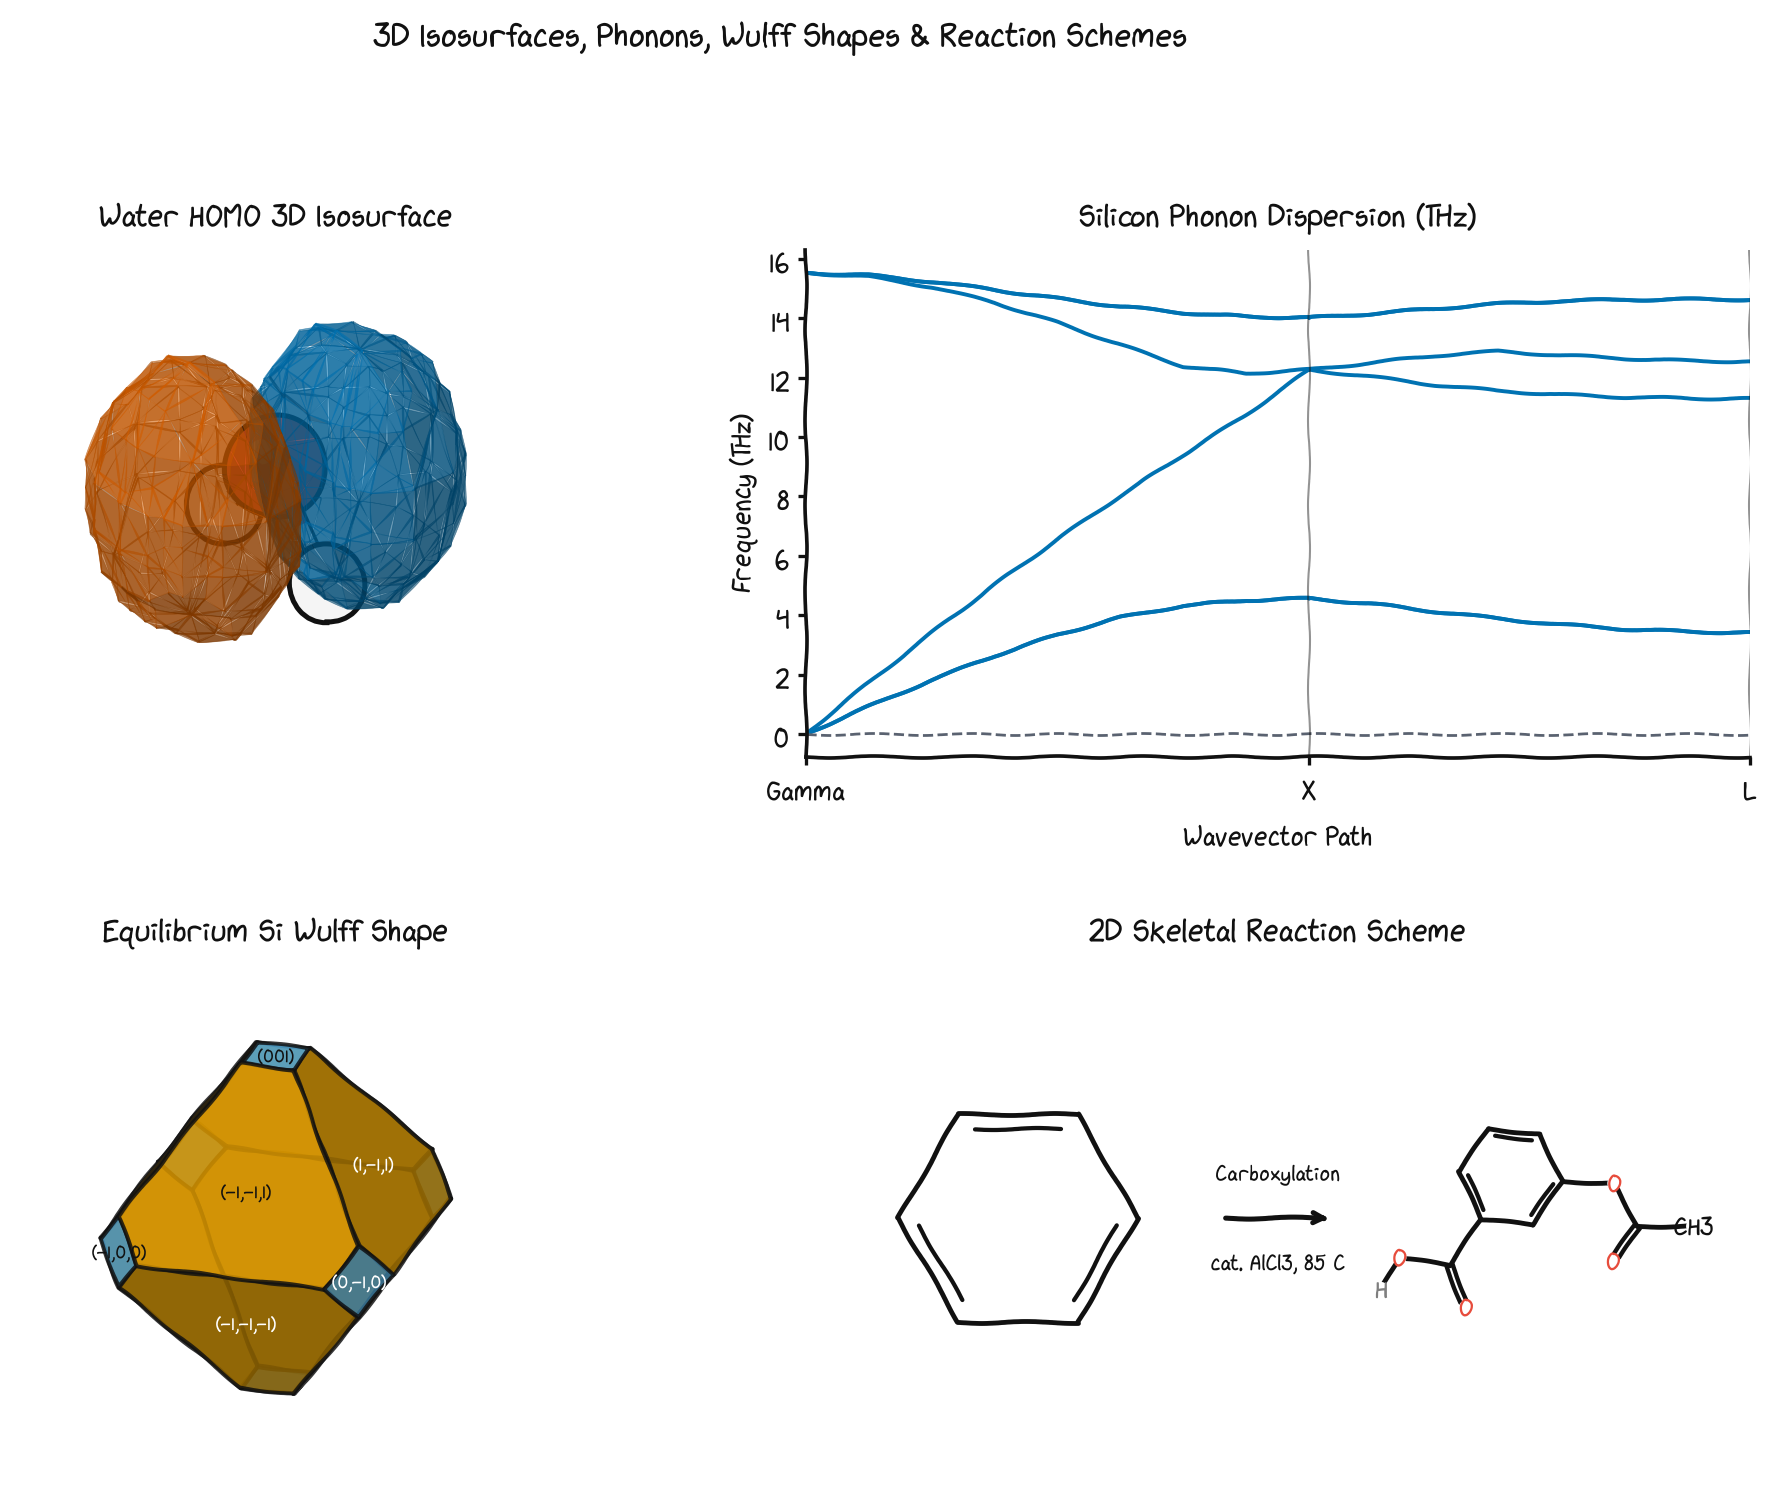 3D Isosurfaces, Phonons, Wulff Shapes & Reaction Schemes
Water HOMO 3D Isosurface
Silicon Phonon Dispersion (THz)
16
14
12
10
8
6
4
2
0
Frequency (THz)
Gamma
X
L
Wavevector Path
Equilibrium Si Wulff Shape
(001)
(1,-1,1)
(-1,-1,1)
(-1,0,0)
(0,-1,0)
(-1,-1,-1)
2D Skeletal Reaction Scheme
Carboxylation
cat. AlCl3, 85 C
O
CH3
O
O
H
O